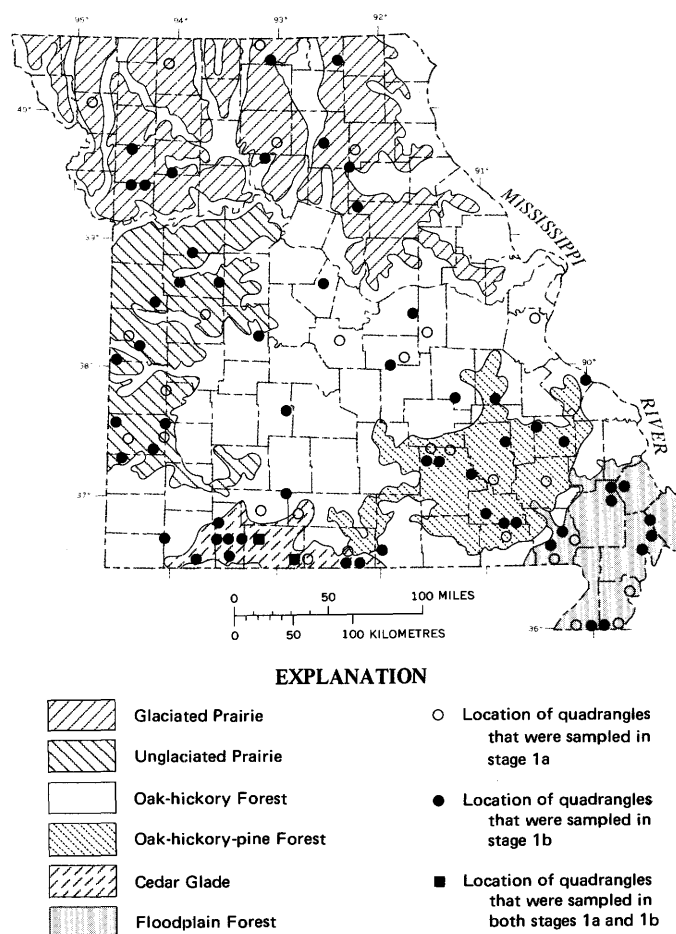 95° 94° 93° 92°
40°
91°
MISSISSIPPI
39°
38°
90°
RIVER
37°
36°
0 50 100 MILES
0 50 100 KILOMETRES
EXPLANATION
Glaciated Prairie
Unglaciated Prairie
Oak-hickory Forest
Oak-hickory-pine Forest
Cedar Glade
Floodplain Forest
Location of quadrangles
that were sampled in
stage 1a
Location of quadrangles
that were sampled in
stage 1b
Location of quadrangles
that were sampled in
both stages 1a and 1b